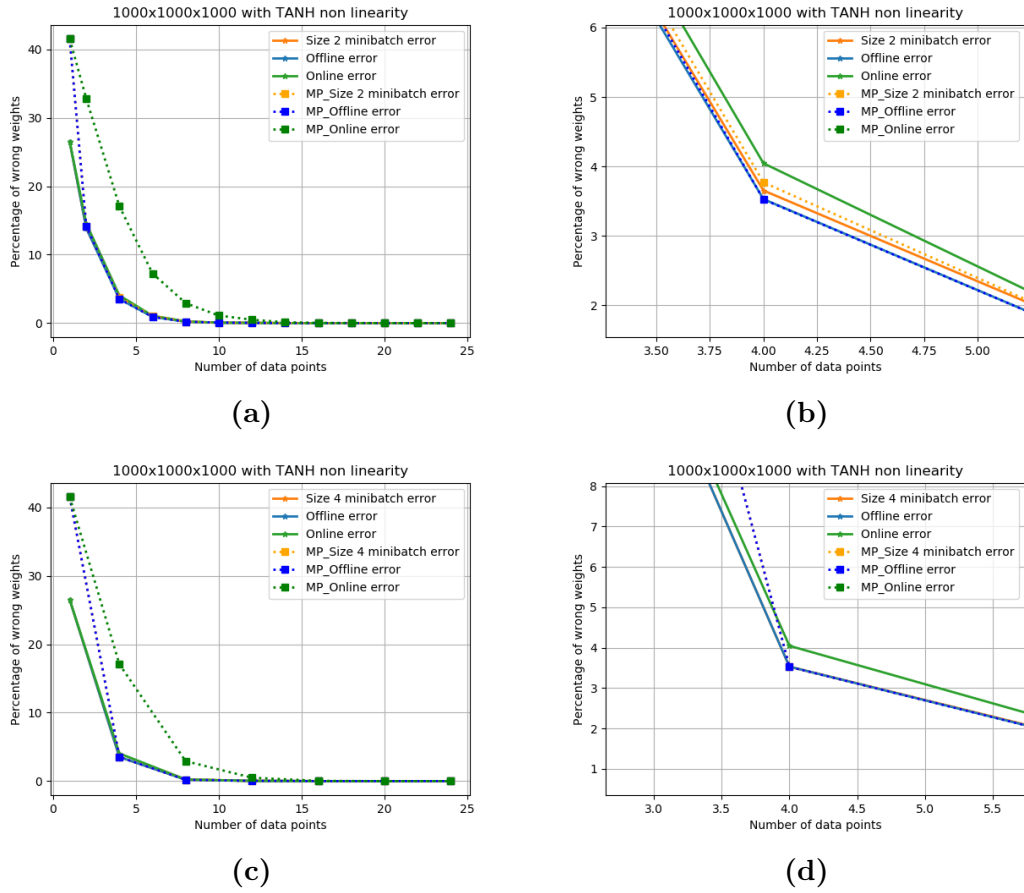 1000x1000x1000 with TANH non linearity
Percentage of wrong weights
40
30
20
10
0
0 5 10 15 20 25
Number of data points
Size 2 minibatch error
Offline error
Online error
MP_Size 2 minibatch error
MP_Offline error
MP_Online error
(a)
1000x1000x1000 with TANH non linearity
Percentage of wrong weights
6
5
4
3
2
3.50 3.75 4.00 4.25 4.50 4.75 5.00
Number of data points
Size 2 minibatch error
Offline error
Online error
MP_Size 2 minibatch error
MP_Offline error
MP_Online error
(b)
1000x1000x1000 with TANH non linearity
Percentage of wrong weights
40
30
20
10
0
0 5 10 15 20 25
Number of data points
Size 4 minibatch error
Offline error
Online error
MP_Size 4 minibatch error
MP_Offline error
MP_Online error
(c)
1000x1000x1000 with TANH non linearity
Percentage of wrong weights
8
7
6
5
4
3
2
1
3.0 3.5 4.0 4.5 5.0 5.5
Number of data points
Size 4 minibatch error
Offline error
Online error
MP_Size 4 minibatch error
MP_Offline error
MP_Online error
(d)